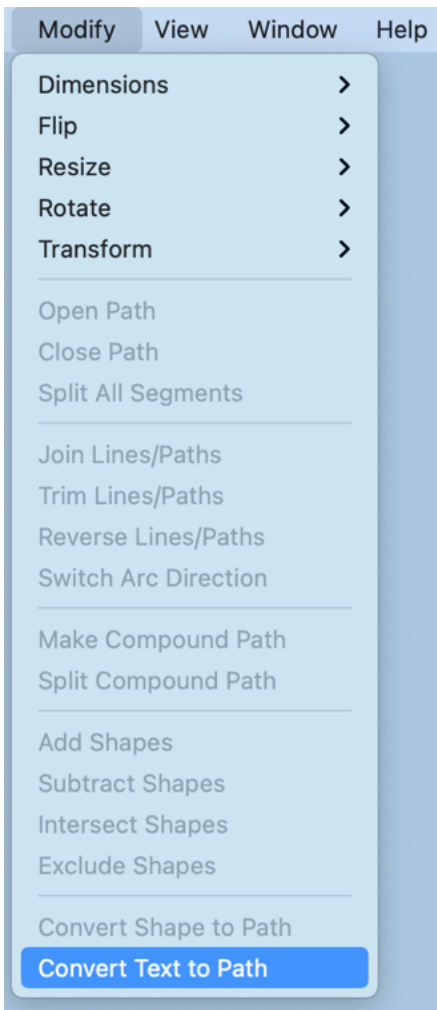 Modify View Window Help
Dimensions
Flip
Resize
Rotate
Transform
Open Path
Close Path
Split All Segments
Join Lines/Paths
Trim Lines/Paths
Reverse Lines/Paths
Switch Arc Direction
Make Compound Path
Split Compound Path
Add Shapes
Subtract Shapes
Intersect Shapes
Exclude Shapes
Convert Shape to Path
Convert Text to Path